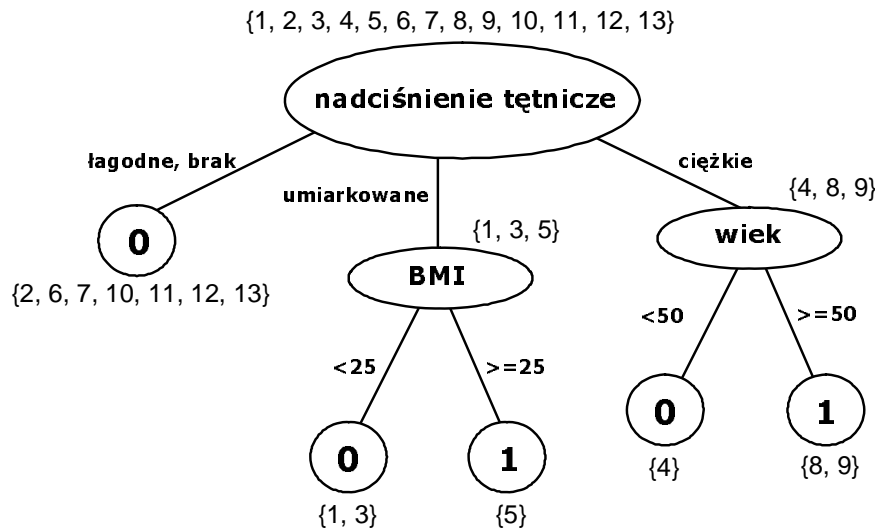 {1, 2, 3, 4, 5, 6, 7, 8, 9, 10, 11, 12, 13}
nadciśnienie tętnicze
łagodne, brak
umiarkowane
ciężkie
0
{2, 6, 7, 10, 11, 12, 13}
{1, 3, 5}
BMI
{4, 8, 9}
wiek
<25
>=25
<50
>=50
0
{1, 3}
1
{5}
0
{4}
1
{8, 9}